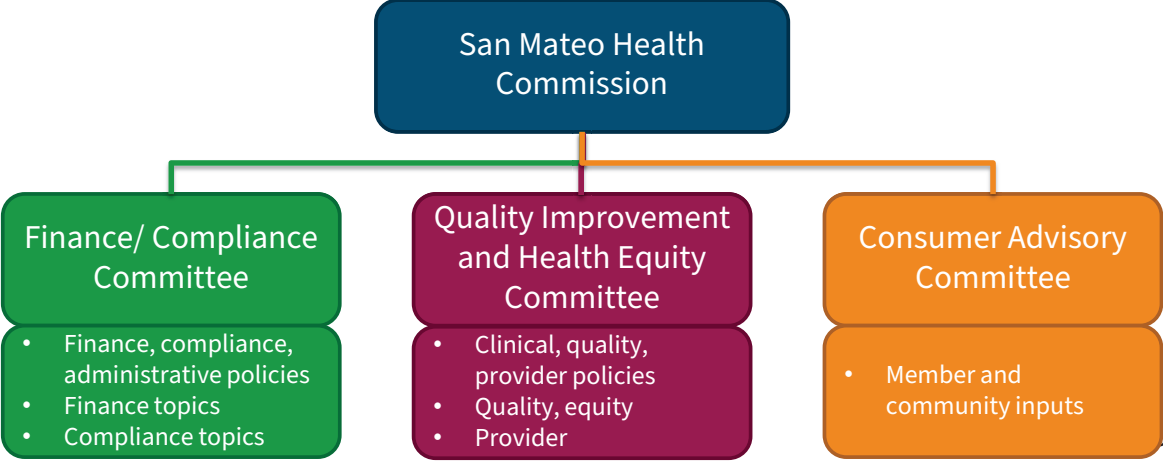 San Mateo Health
Commission
Finance/ Compliance
Committee
• Finance, compliance,
administrative policies
• Finance topics
• Compliance topics
Quality Improvement
and Health Equity
Committee
• Clinical, quality,
provider policies
• Quality, equity
• Provider
Consumer Advisory
Committee
• Member and
community inputs